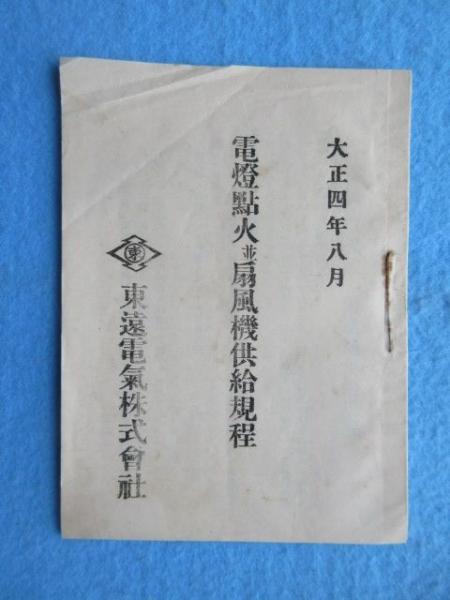 大正四年八月
電燈點火並扇風機供給規程
東
東遠電氣株式會社